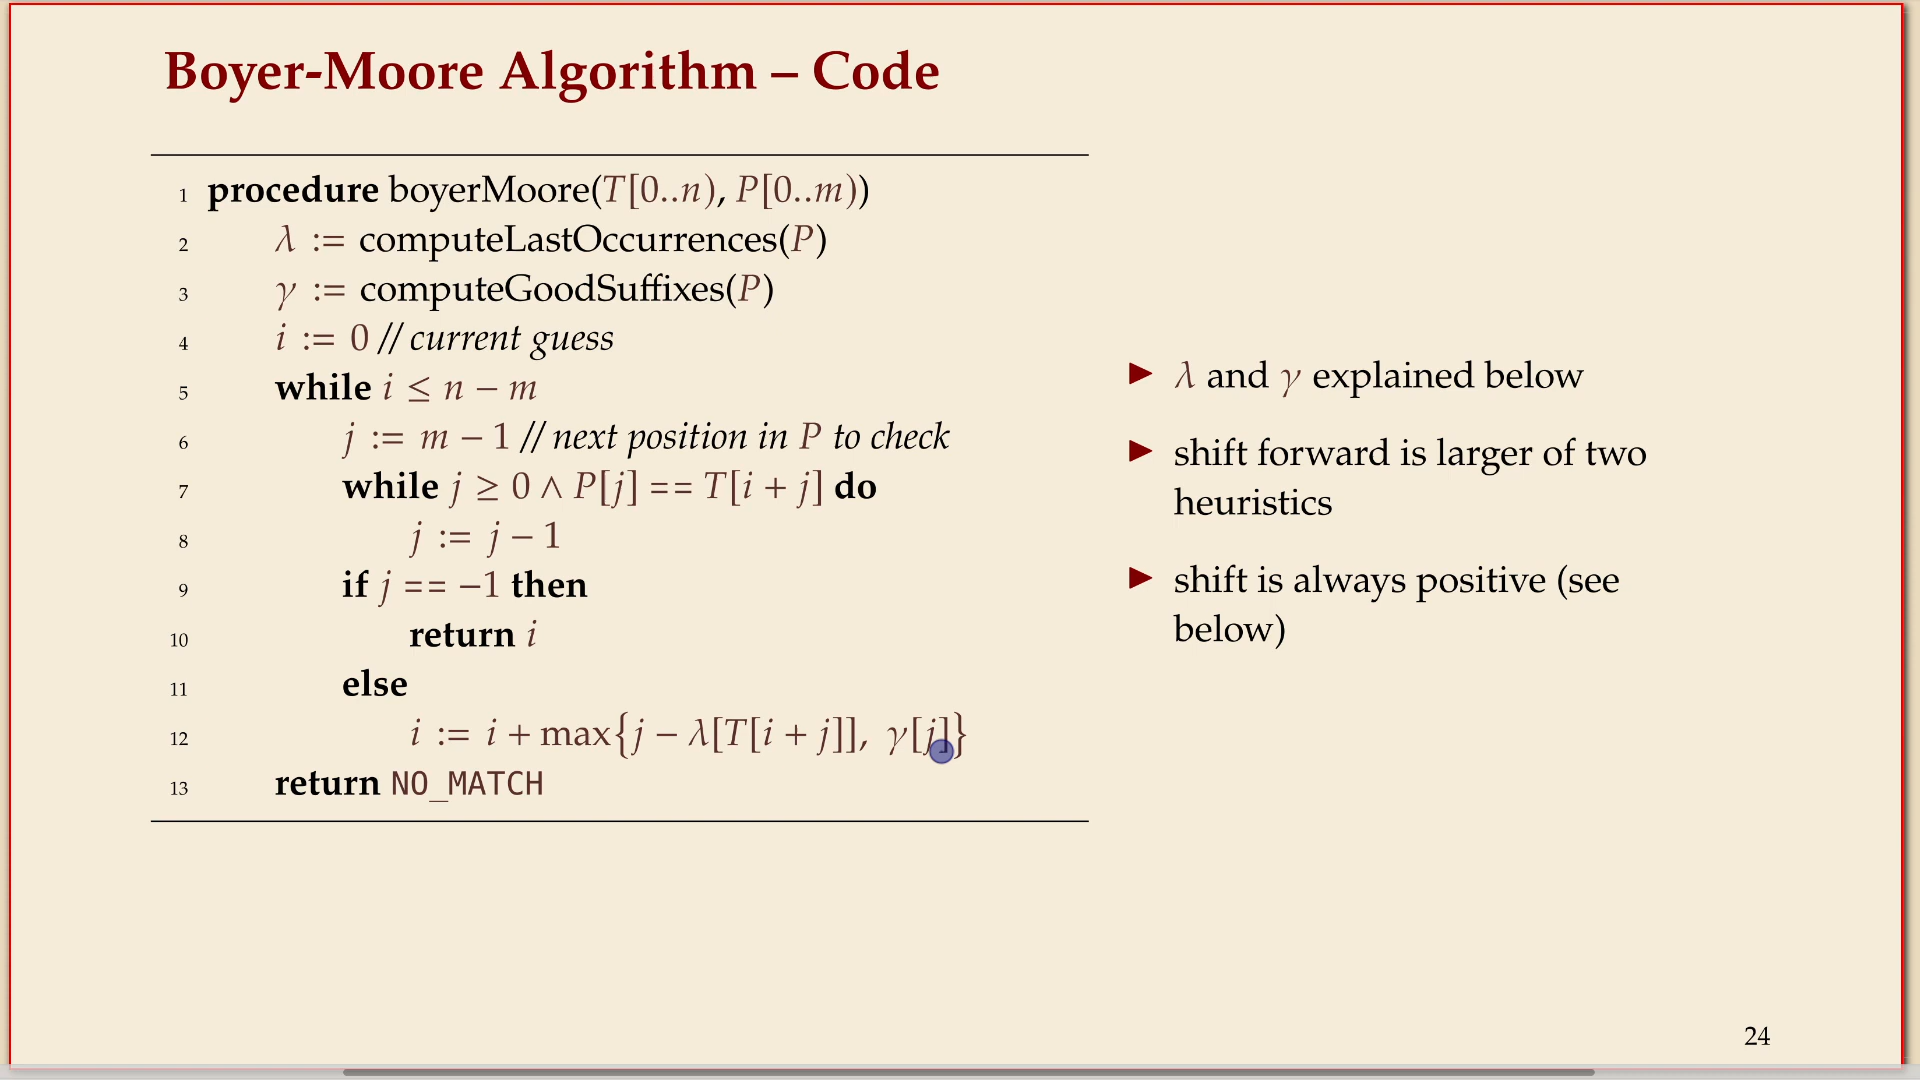 Boyer-Moore Algorithm – Code
1 procedure boyerMoore(T[0..n), P[0..m))
2 λ := computeLastOccurrences(P)
3 γ := computeGoodSuffixes(P)
4 i := 0 // current guess
5 while i ≤ n − m
6 j := m − 1 // next position in P to check
7 while j ≥ 0 ∧ P[j] == T[i + j] do
8 j := j − 1
9 if j == −1 then
10 return i
11 else
12 i := i + max{j − λ[T[i + j]], γ[j]}
13 return NO_MATCH
▶ λ and γ explained below
▶ shift forward is larger of two
heuristics
▶ shift is always positive (see
below)
24